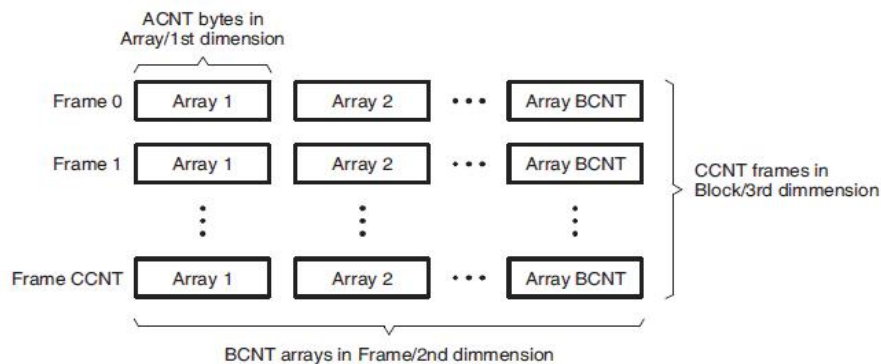 ACNT bytes in
Array/1st dimension
Frame 0 Array 1 Array 2 ••• Array BCNT
Frame 1 Array 1 Array 2 ••• Array BCNT
CCNT frames in
Block/3rd dimmension
Frame CCNT Array 1 Array 2 ••• Array BCNT
BCNT arrays in Frame/2nd dimmension